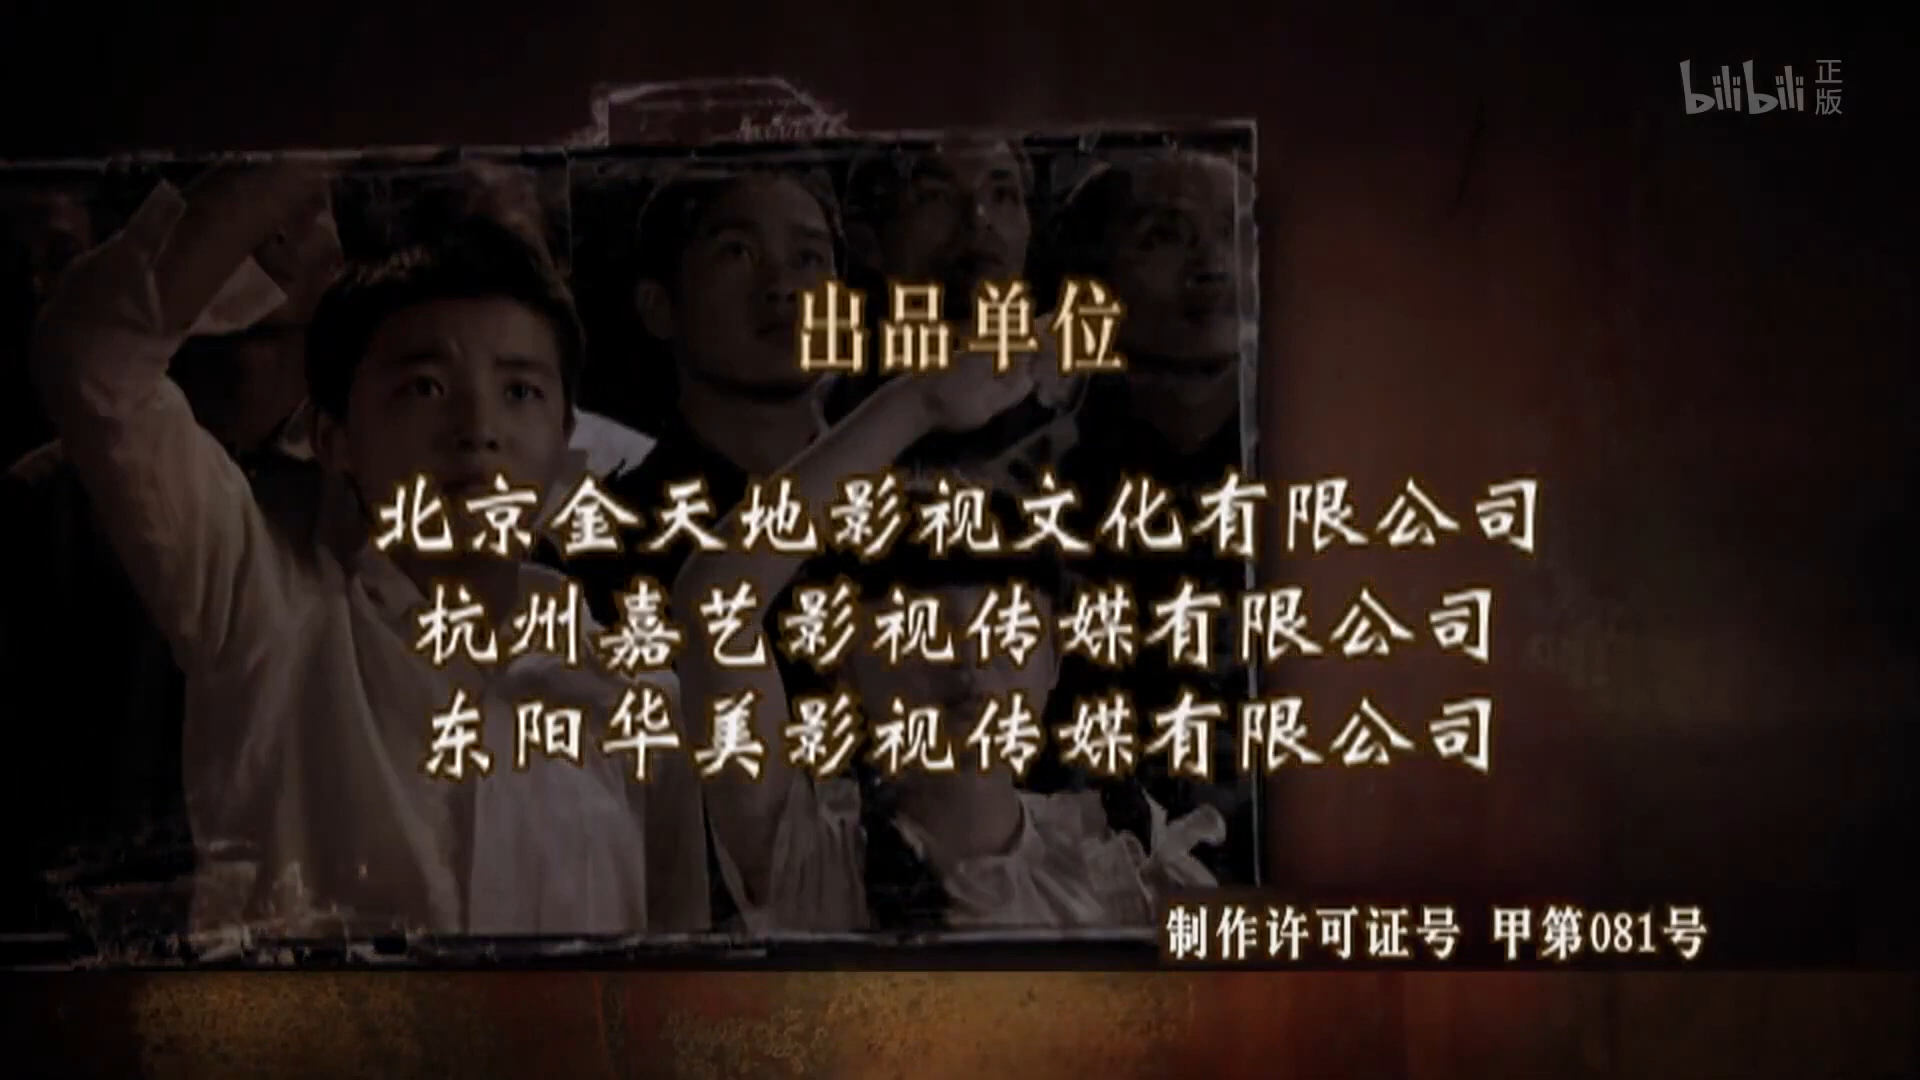 bilibili 正版
出品单位
北京金天地影视文化有限公司
杭州嘉艺影视传媒有限公司
东阳华美影视传媒有限公司
制作许可证号 甲第081号